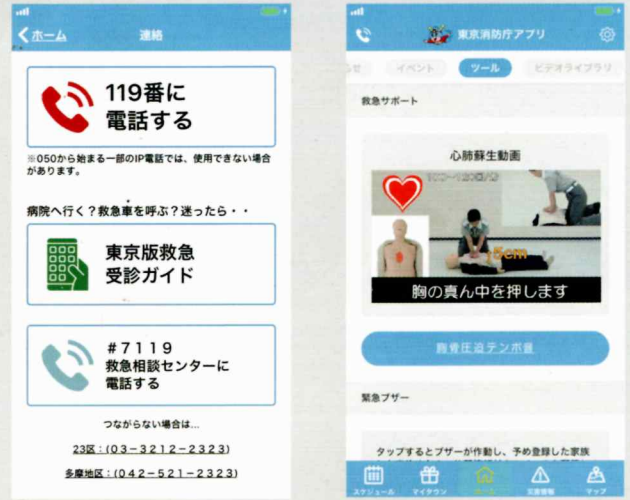 ホーム
連絡
119番に
電話する
※050から始まる一部のIP電話では、使用できない場合
があります。
病院へ行く？救急車を呼ぶ？迷ったら・・
東京版救急
受診ガイド
#7119
救急相談センターに
電話する
つながらない場合は…
23区：(03－3212－2323)
多摩地区：(042－521－2323)
東京消防庁アプリ
イベント
ツール
ビデオライブラリ
救急サポート
心肺蘇生動画
5cm
胸の真ん中を押します
胸骨圧迫テンポ音
緊急ブザー
タップするとブザーが作動し、予め登録した家族
スケジュール
マイタウン
ホーム
災害情報
マップ